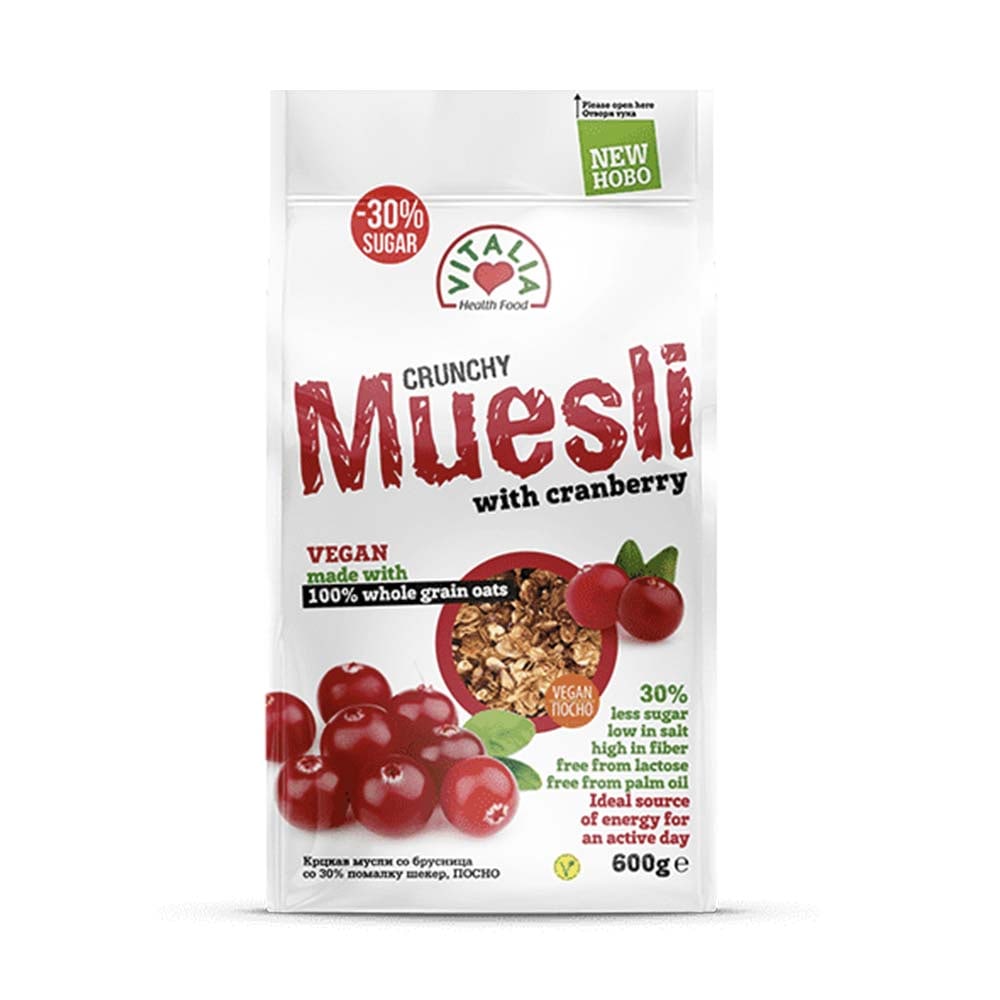 Please open here
Отвори тука
NEW
НОВО
-30%
SUGAR
VITALIA
Health Food
CRUNCHY
Muesli
with cranberry
VEGAN
made with
100% whole grain oats
VEGAN
ПОСНО
30%
less sugar
low in salt
high in fiber
free from lactose
free from palm oil
Ideal source
of energy for
an active day
Крцкав мусли со брусница
со 30% помалку шеќер, ПОСНО
600g e